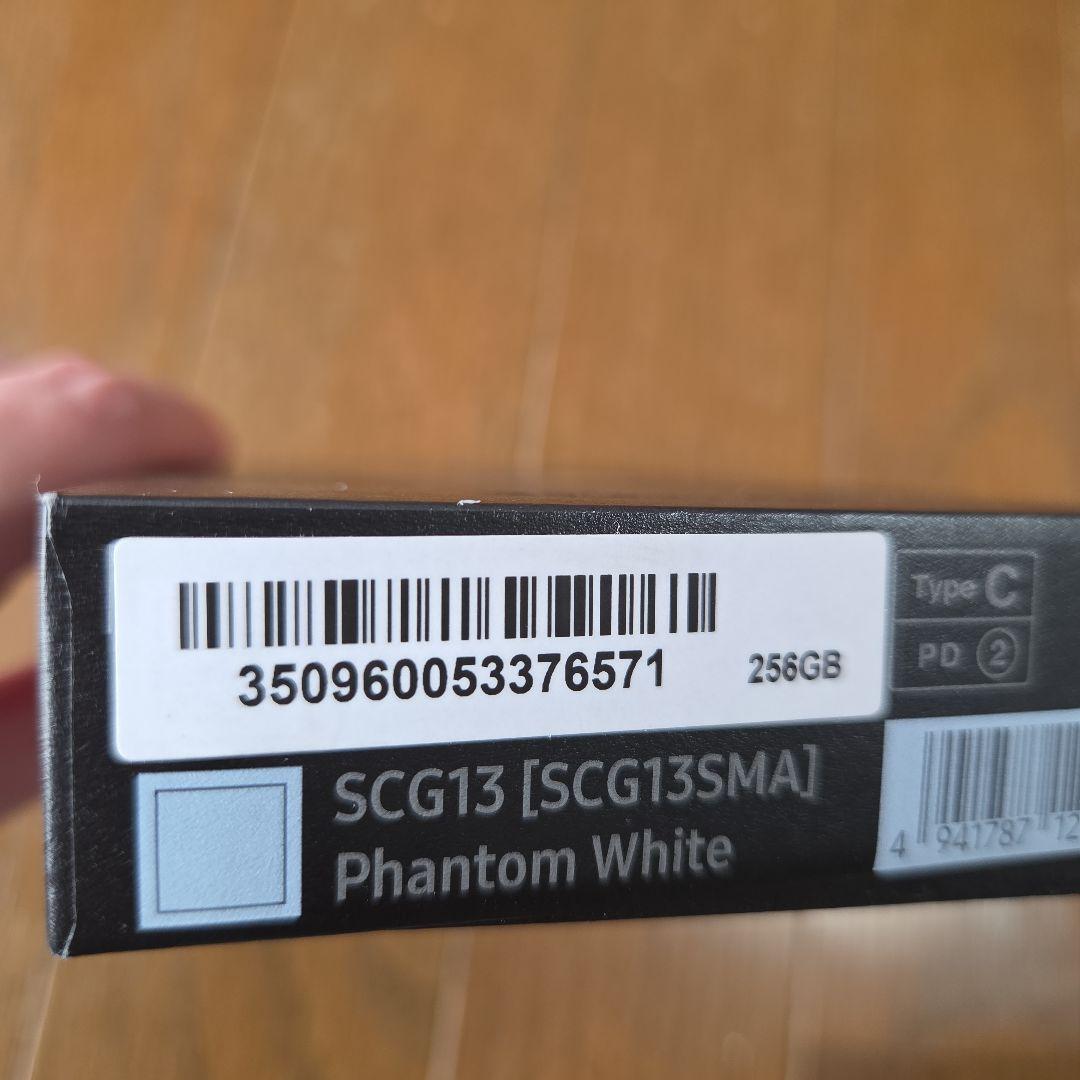 350960053376571
256GB
Type C
PD 2
SCG13 [SCG13SMA]
Phantom White
4 941787 12